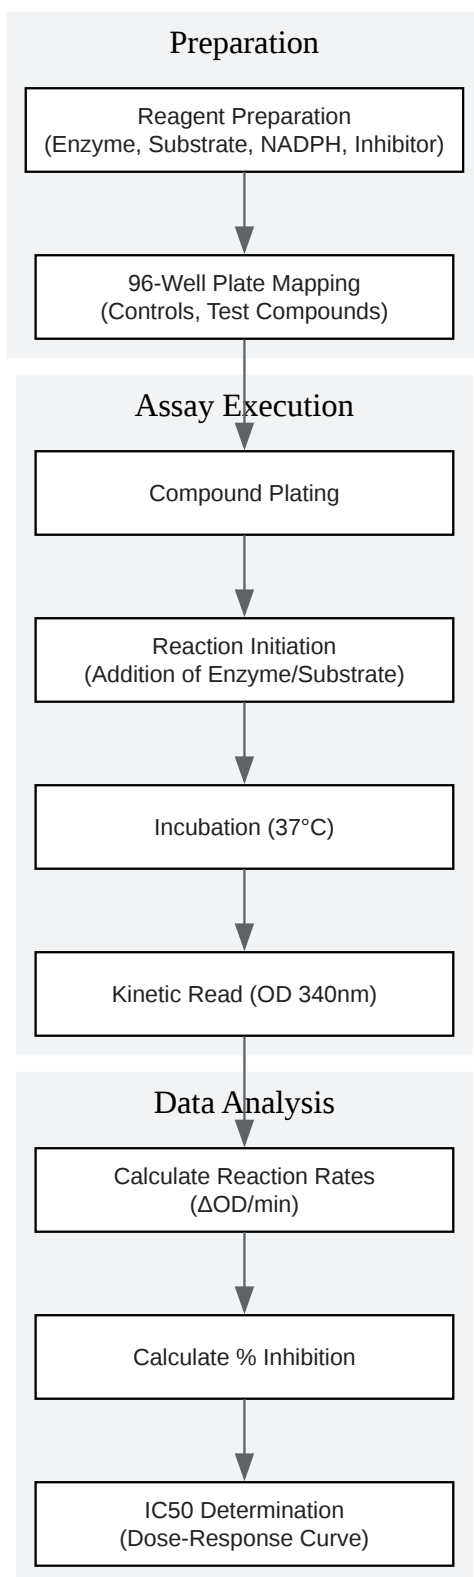 Preparation
Reagent Preparation
(Enzyme, Substrate, NADPH, Inhibitor)
96-Well Plate Mapping
(Controls, Test Compounds)
Assay Execution
Compound Plating
Reaction Initiation
(Addition of Enzyme/Substrate)
Incubation (37°C)
Kinetic Read (OD 340nm)
Data Analysis
Calculate Reaction Rates
(ΔOD/min)
Calculate % Inhibition
IC50 Determination
(Dose-Response Curve)